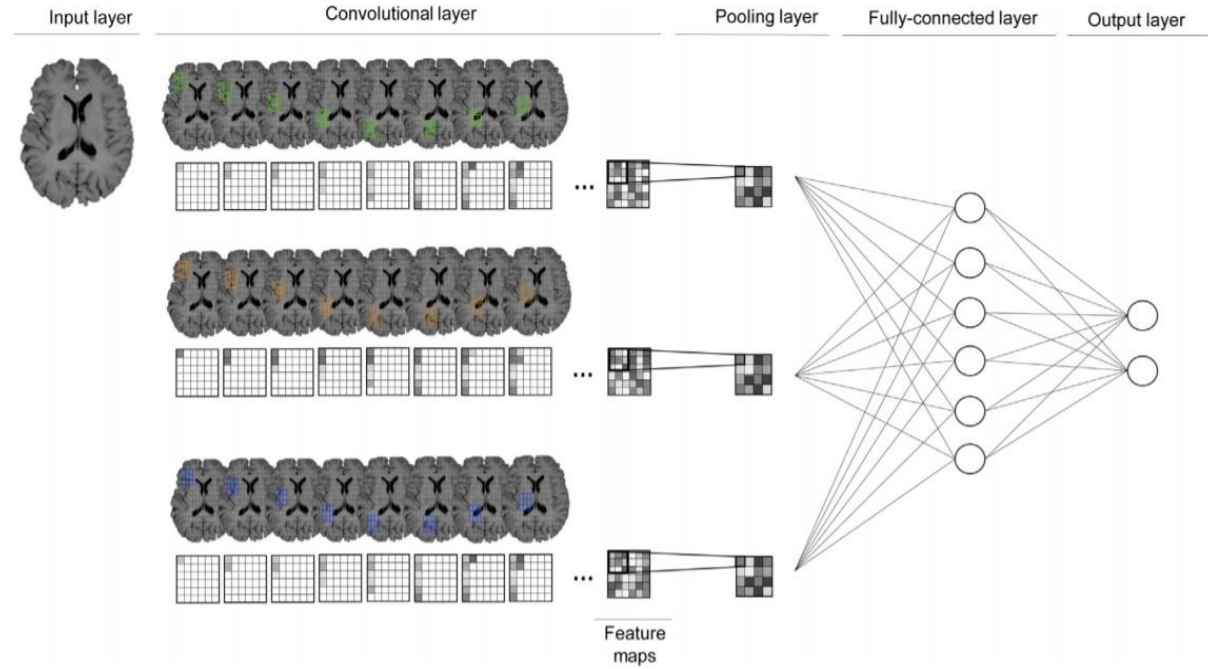 Input layer
Convolutional layer
Pooling layer
Fully-connected layer
Output layer
...
...
...
Feature
maps